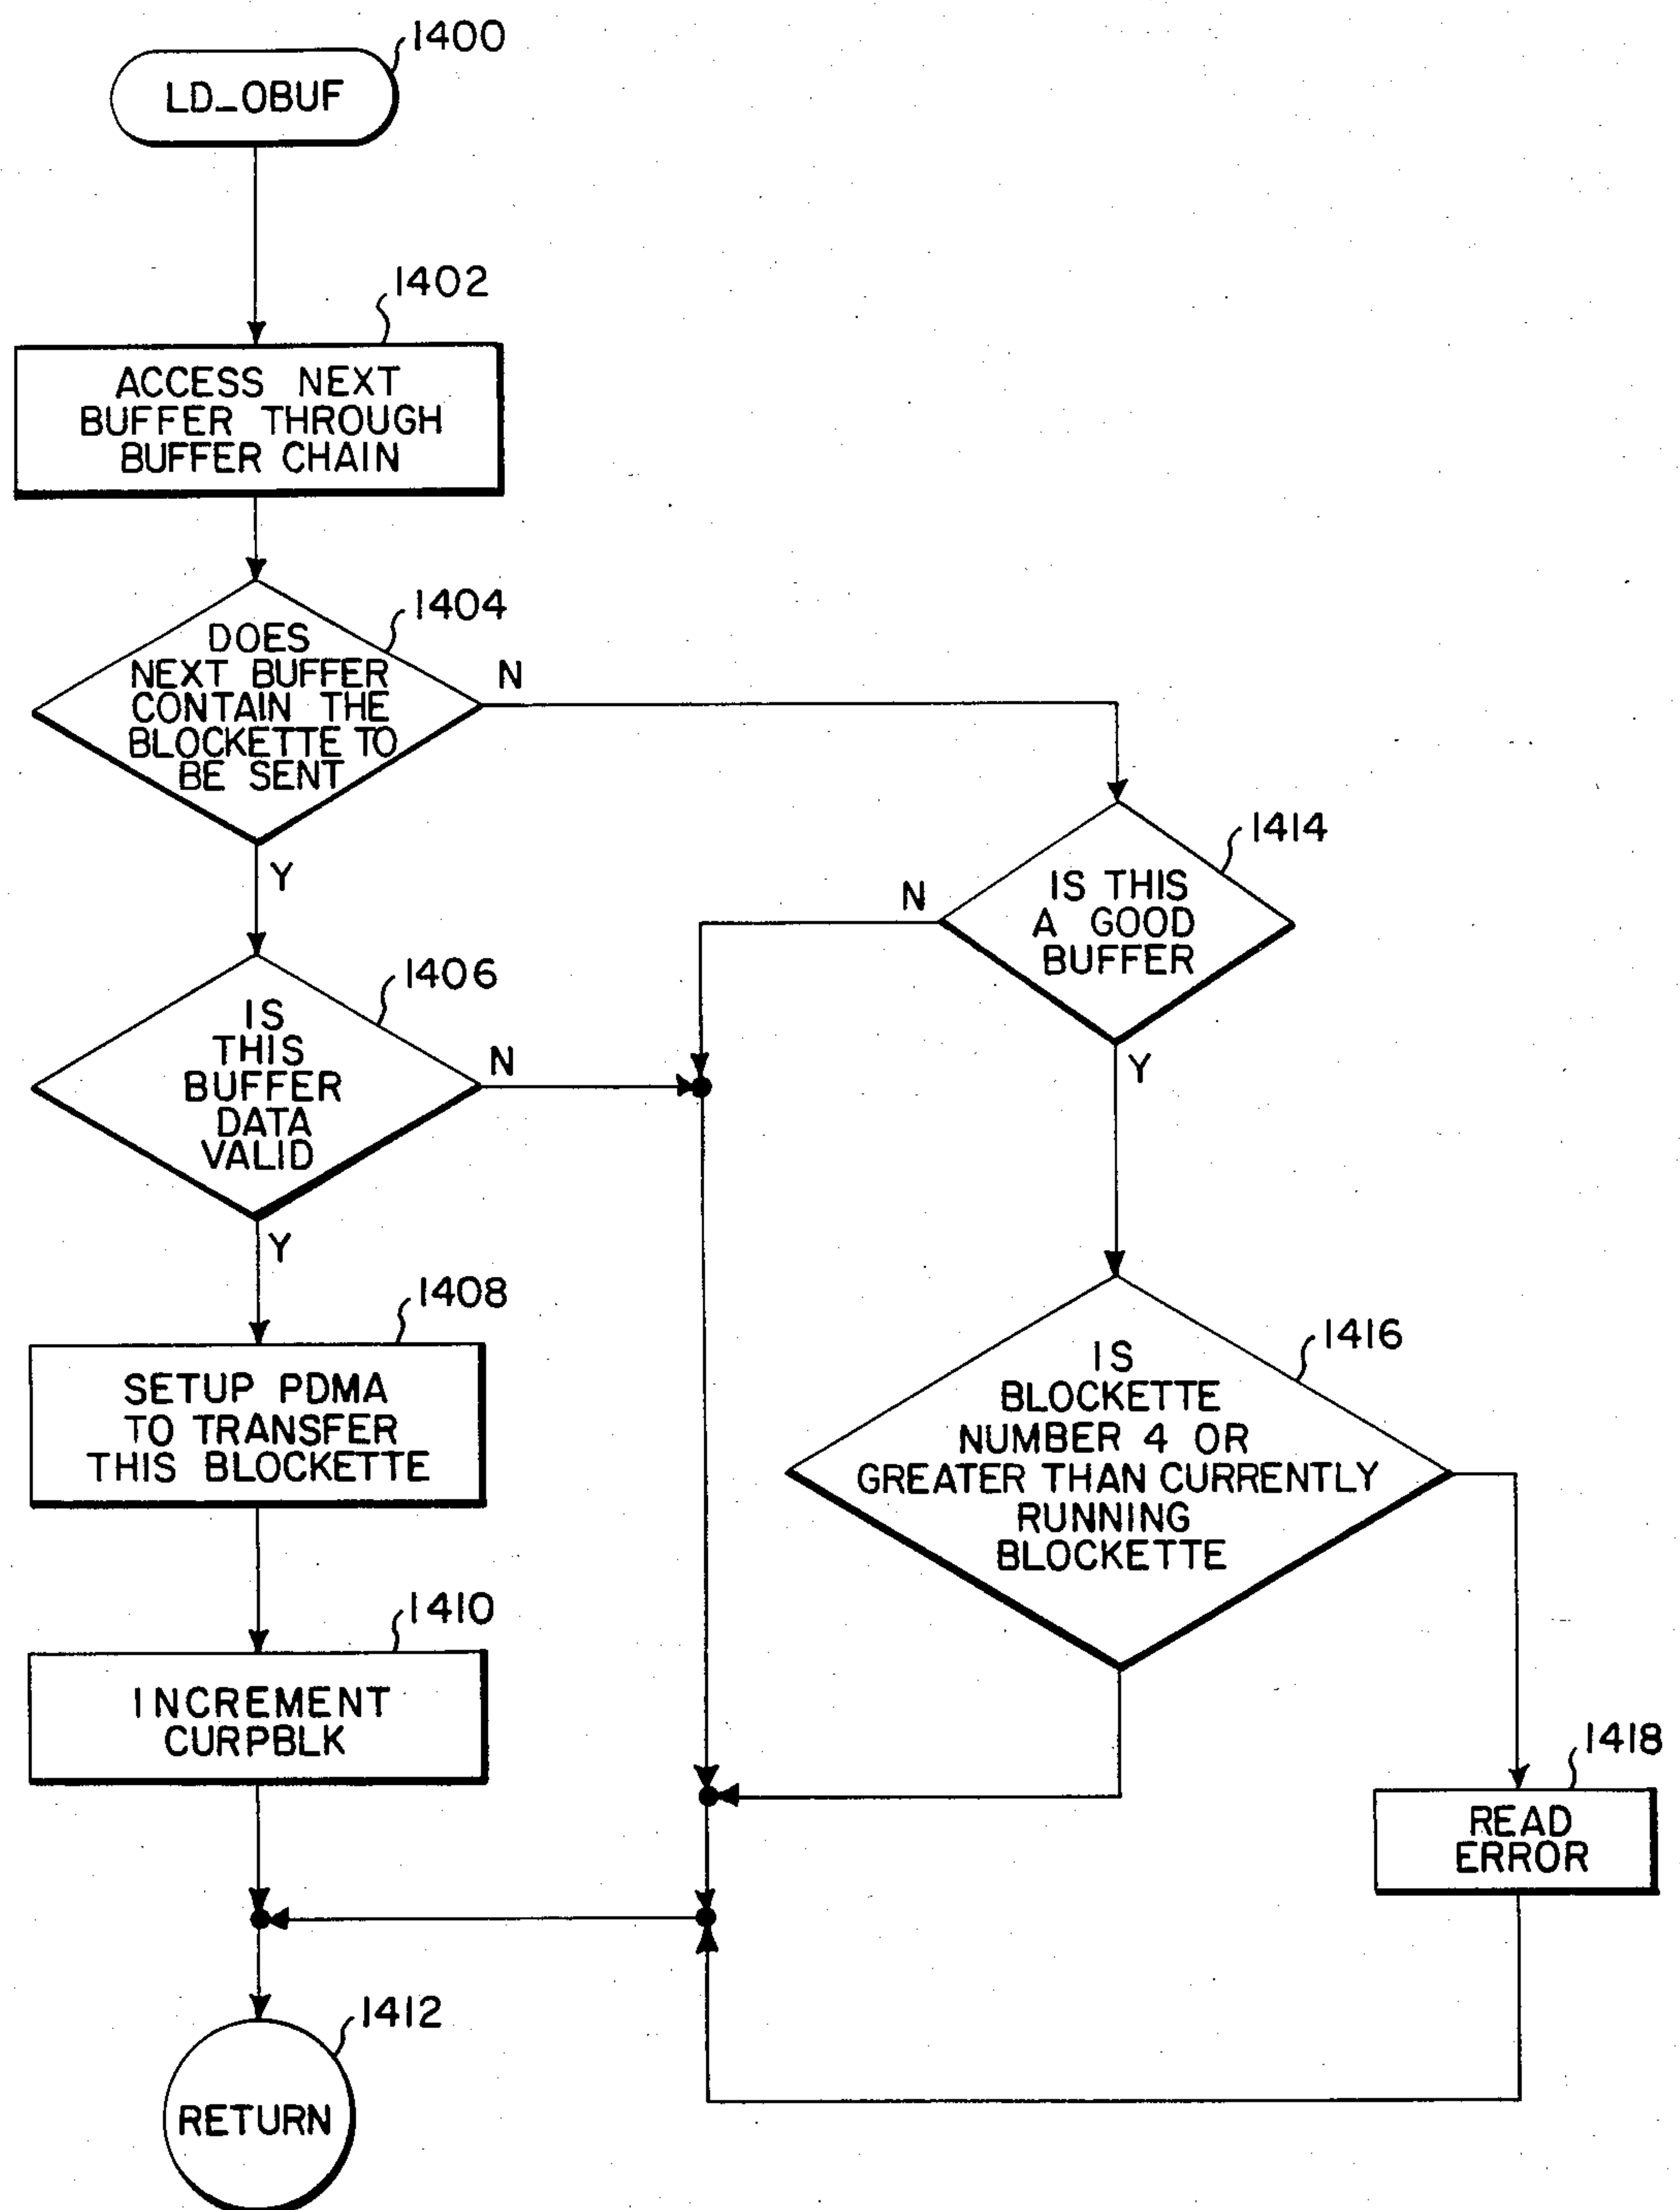 1400
LD_OBUF
1402
ACCESS NEXT
BUFFER THROUGH
BUFFER CHAIN
1404
DOES
NEXT BUFFER
CONTAIN THE
BLOCKETTE TO
BE SENT
N
Y
1414
IS THIS
A GOOD
BUFFER
N
Y
1406
IS
THIS
BUFFER
DATA
VALID
N
Y
1408
SETUP PDMA
TO TRANSFER
THIS BLOCKETTE
1416
IS
BLOCKETTE
NUMBER 4 OR
GREATER THAN CURRENTLY
RUNNING
BLOCKETTE
1410
INCREMENT
CURPBLK
1418
READ
ERROR
1412
RETURN